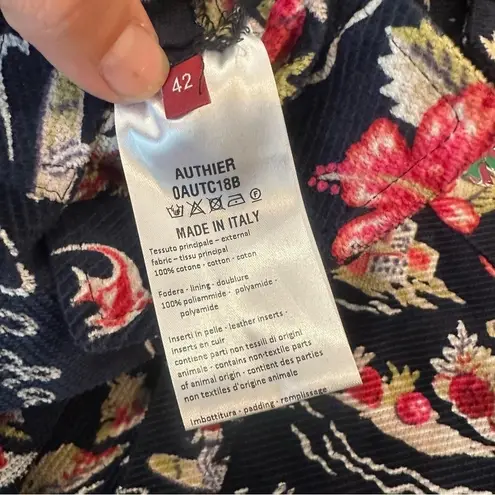 42
AUTHIER
0AUTC18B
MADE IN ITALY
Tessuto principale - external
fabric - tissu principal
100% cotone - cotton - coton
Fodera - lining - doublure
100% poliammide - polyamide -
polyamide
Inserti in pelle - leather inserts -
inserts en cuir
contiene parti non tessili di origini
animale - contains non-textile parts
of animal origin - contient des parties
non textiles d'origine animale
Imbottitura - padding - remplissage